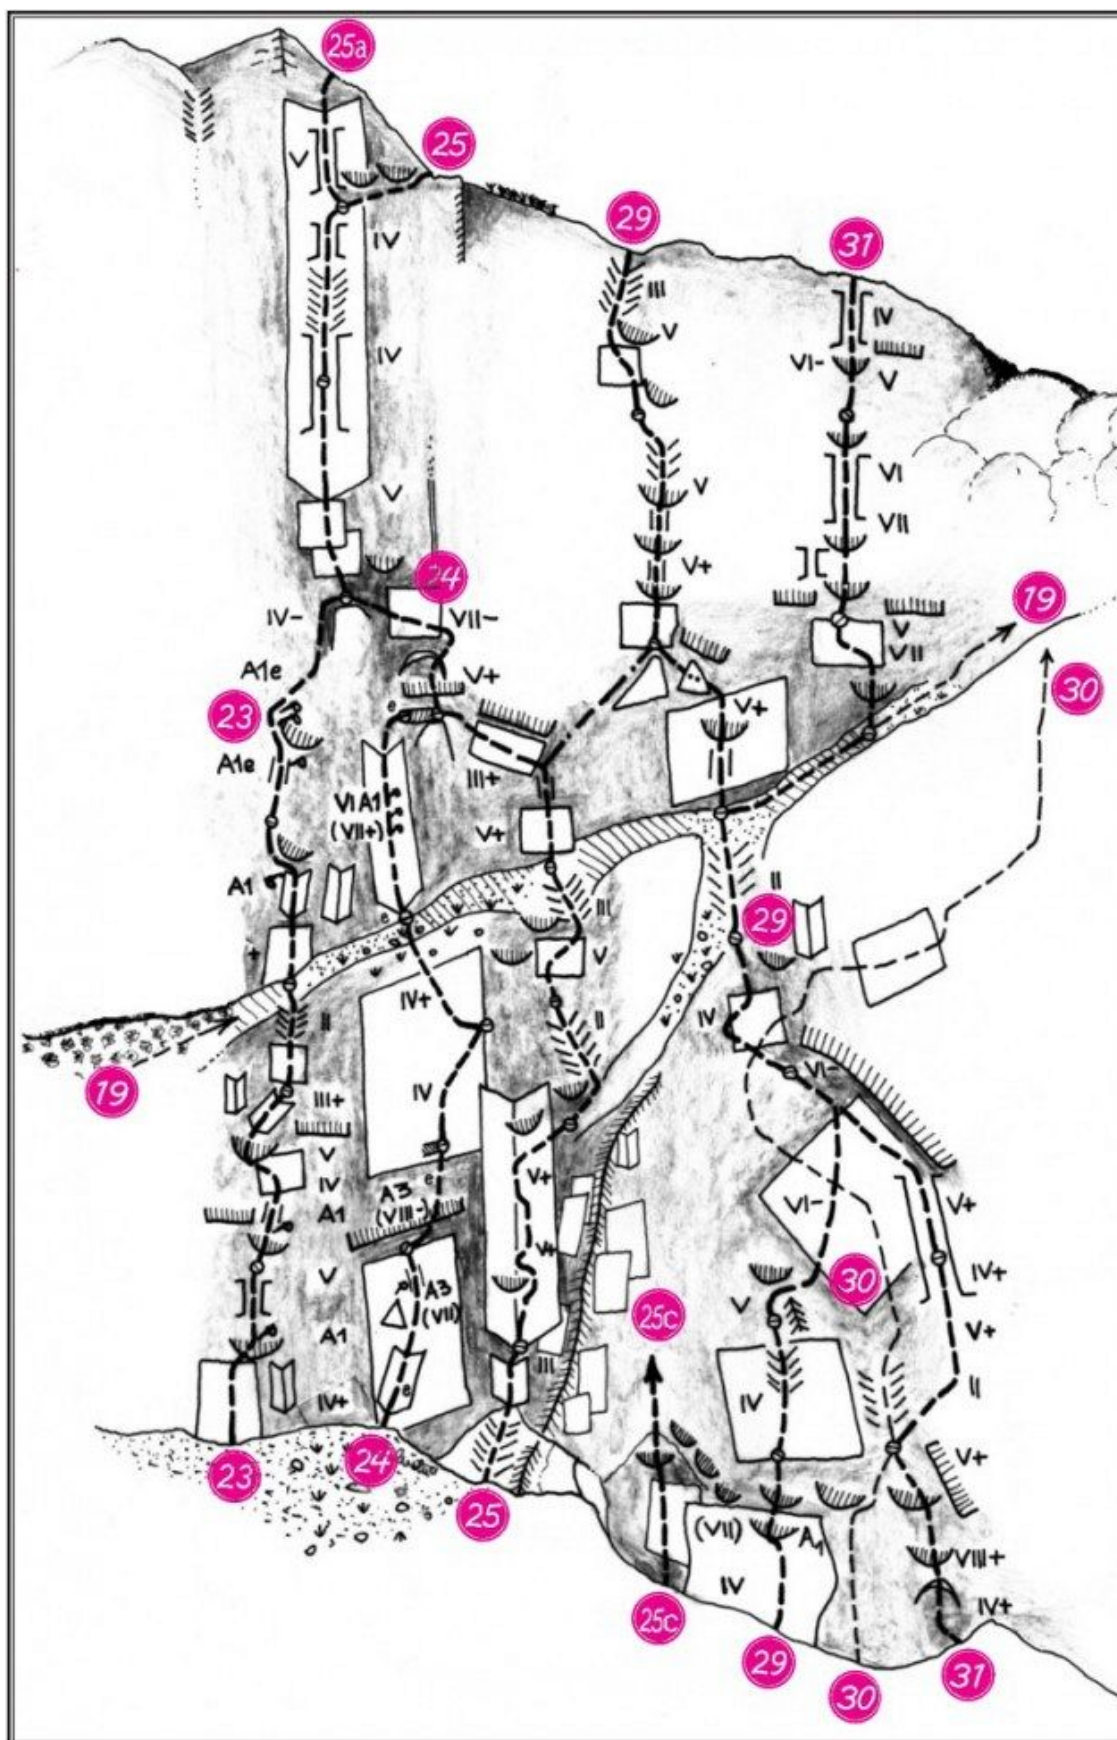 25a
25
V
IV
IV
V
29
III
V
V
V+
31
IV
VI-
V
VI
VII
24
IV-
VII-
V
VII
19
A1e
V+
e
V+
30
23
A1e
III+
VI A1
(VII+)
V+
A1
e
III
II
29
+
V
IV+
II
IV
II
VI-
19
III+
IV
V
e
V+
VI-
V+
IV
A3
(VIII-)
A1
V+
30
IV+
V
A3
(VII)
25c
V
V+
A1
III
II
IV
IV+
e
V+
23
24
25
(VII)
A1
VIII+
IV
IV+
25c
29
30
31